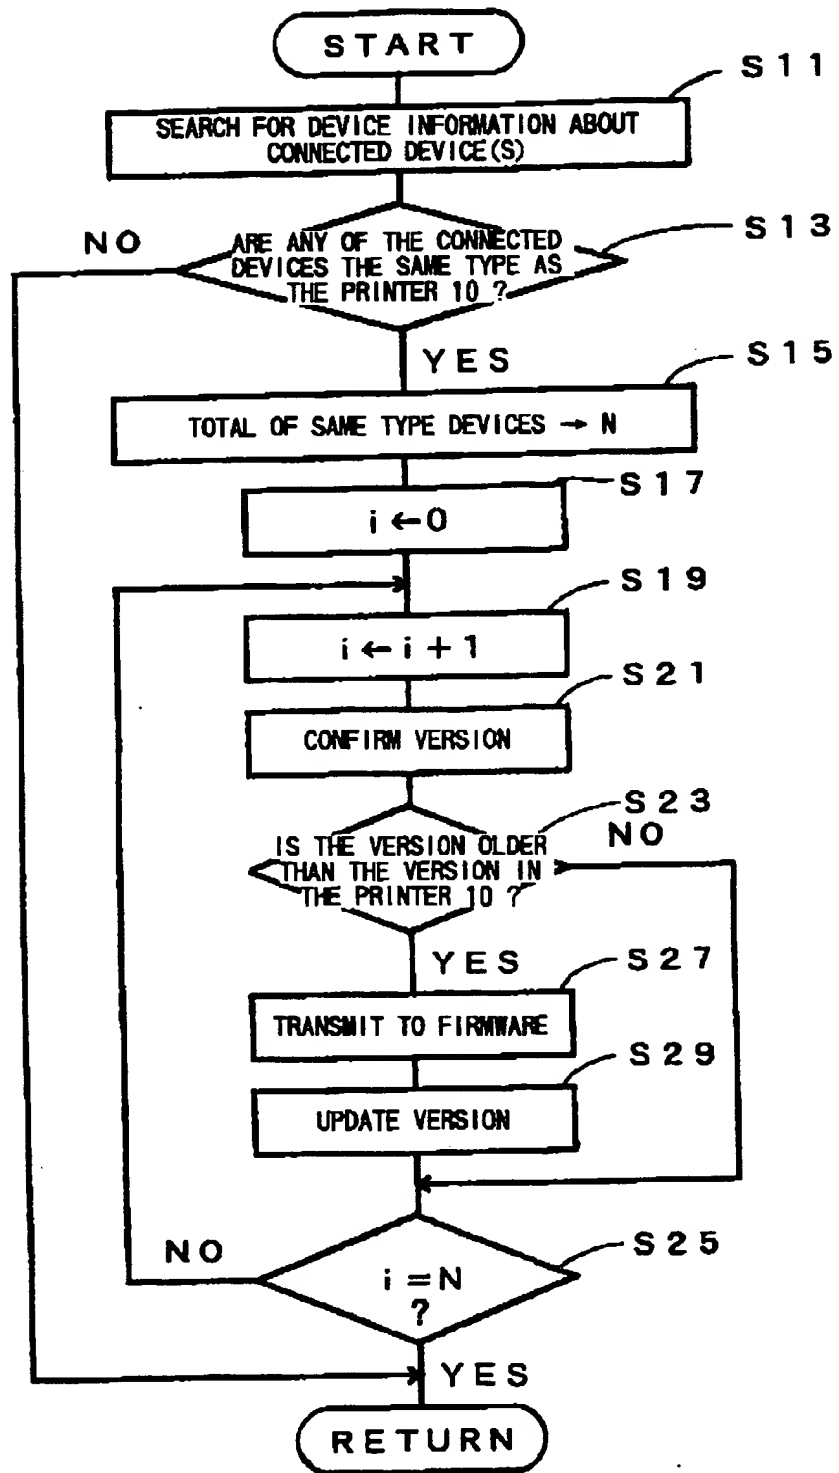 START
S11
SEARCH FOR DEVICE INFORMATION ABOUT
CONNECTED DEVICE(S)
S13
NO
ARE ANY OF THE CONNECTED
DEVICES THE SAME TYPE AS
THE PRINTER 10 ?
YES
S15
TOTAL OF SAME TYPE DEVICES → N
S17
i ← 0
S19
i ← i + 1
S21
CONFIRM VERSION
S23
NO
IS THE VERSION OLDER
THAN THE VERSION IN
THE PRINTER 10 ?
YES
S27
TRANSMIT TO FIRMWARE
S29
UPDATE VERSION
S25
NO
i = N
?
YES
RETURN